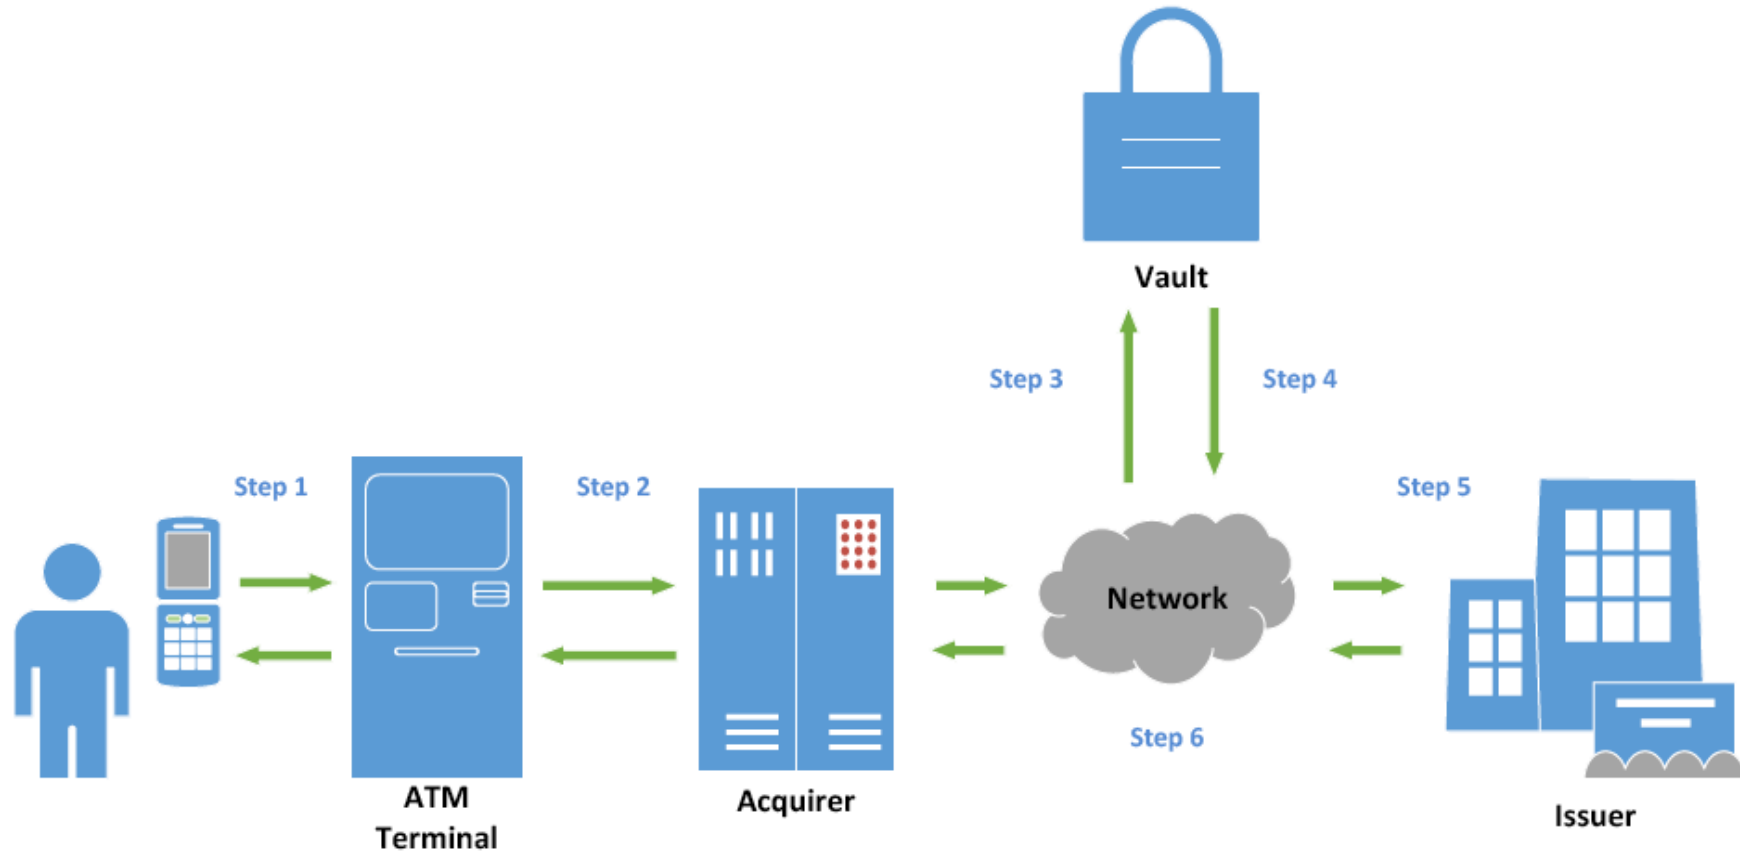 Vault
Step 3
Step 4
Step 1
Step 2
Step 5
Network
Step 6
ATM
Terminal
Acquirer
Issuer